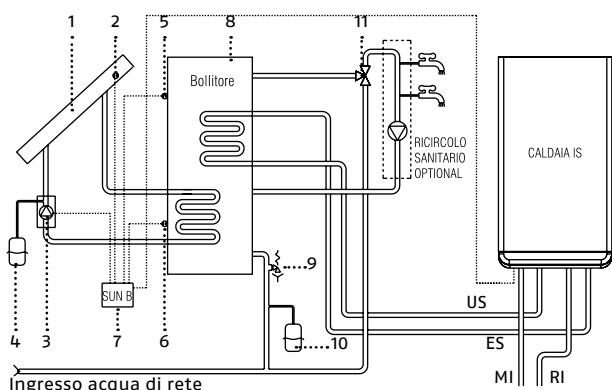 1
2
5
8
11
Bollitore
RICIRCOLO
SANITARIO
OPTIONAL
CALDAIA IS
9
SUN B
4
3
7
6
10
US
ES
MI
RI
Ingresso acqua di rete